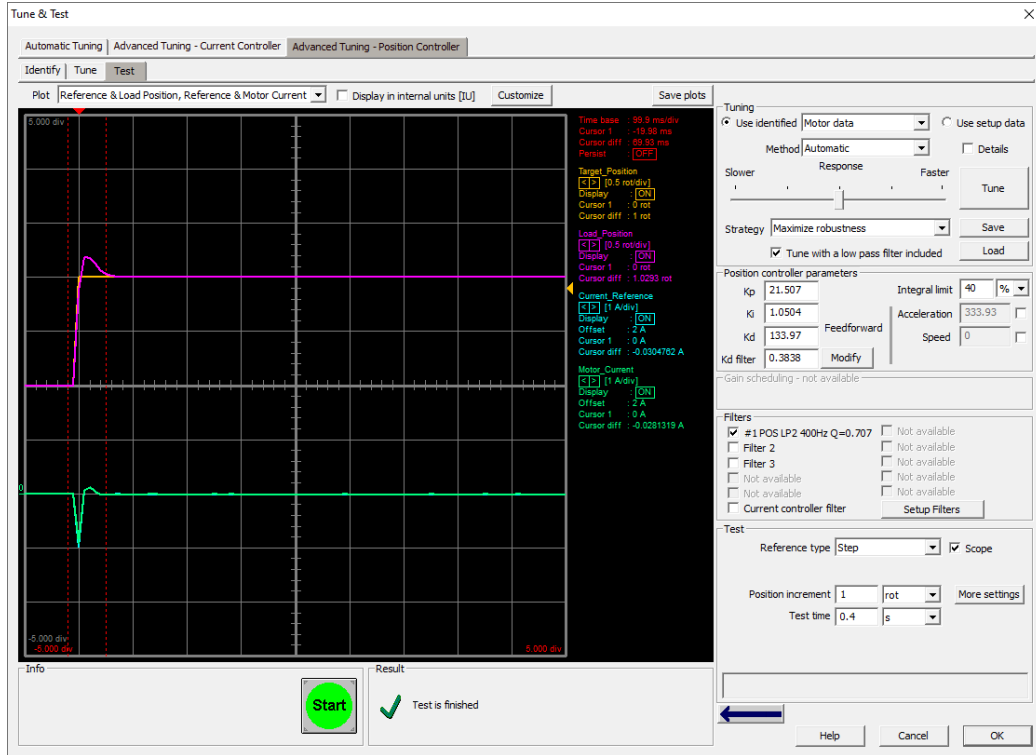 Tune & Test
Automatic Tuning
Advanced Tuning - Current Controller
Advanced Tuning - Position Controller
Identify
Tune
Test
Plot
Reference & Load Position, Reference & Motor Current
Display in internal units [IU]
Customize
Save plots
5.000 div
0
-5.000 div
-5.000 div
5.000 div
Time base : 99.9 ms/div
Cursor 1 : -19.98 ms
Cursor diff : 69.93 ms
Persist : OFF
Target_Position
< > [0.5 rot/div]
Display : ON
Cursor 1 : 0 rot
Cursor diff : 1 rot
Load_Position
< > [0.5 rot/div]
Display : ON
Cursor 1 : 0 rot
Cursor diff : 1.0293 rot
Current_Reference
< > [1 A/div]
Display : ON
Offset : 2 A
Cursor 1 : 0 A
Cursor diff : -0.0304762 A
Motor_Current
< > [1 A/div]
Display : ON
Offset : 2 A
Cursor 1 : 0 A
Cursor diff : -0.0281319 A
Tuning
Use identified
Motor data
Use setup data
Method
Automatic
Details
Slower
Response
Faster
Tune
Strategy
Maximize robustness
Save
Tune with a low pass filter included
Load
Position controller parameters
Kp 21.507
Integral limit 40 %
Ki 1.0504
Acceleration 333.93
Kd 133.97
Feedforward
Speed 0
Kd filter 0.3838
Modify
Gain scheduling - not available
Filters
#1 POS LP2 400Hz Q=0.707
Not available
Filter 2
Not available
Filter 3
Not available
Not available
Not available
Not available
Not available
Current controller filter
Setup Filters
Test
Reference type
Step
Scope
Position increment 1 rot
More settings
Test time 0.4 s
Info
Start
Result
Test is finished
Help
Cancel
OK